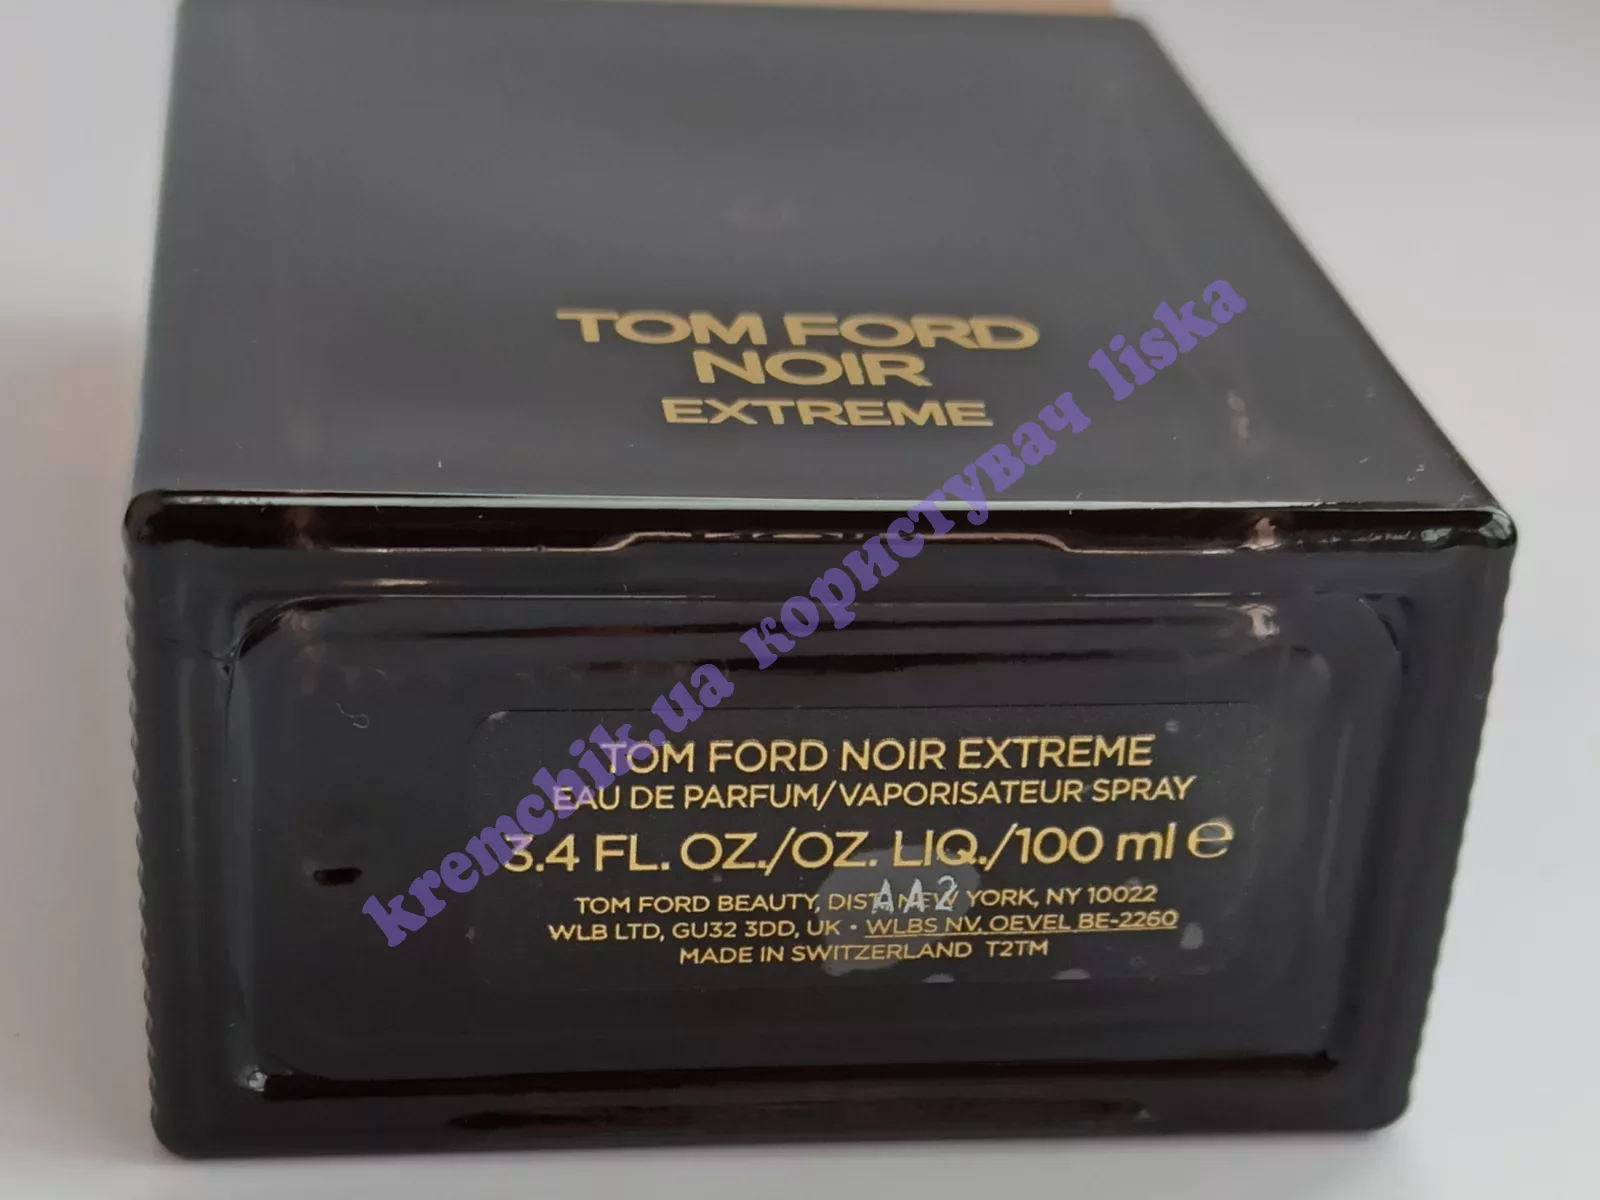 TOM FORD
NOIR
EXTREME
TOM FORD NOIR EXTREME
EAU DE PARFUM/VAPORISATEUR SPRAY
3.4 FL. OZ./OZ. LIQ./100 ml ℮
TOM FORD BEAUTY, DIST. NEW YORK, NY 10022
AA2
WLB LTD, GU32 3DD, UK • WLBS NV, OEVEL BE-2260
MADE IN SWITZERLAND T2TM
kremchik.ua користувач liska